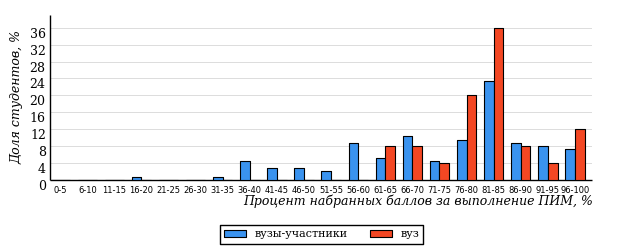 Доля студентов, %
36
32
28
24
20
16
12
8
4
0
0-5 6-10 11-15 16-20 21-25 26-30 31-35 36-40 41-45 46-50 51-55 56-60 61-65 66-70 71-75 76-80 81-85 86-90 91-95 96-100
Процент набранных баллов за выполнение ПИМ, %
вузы-участники вуз